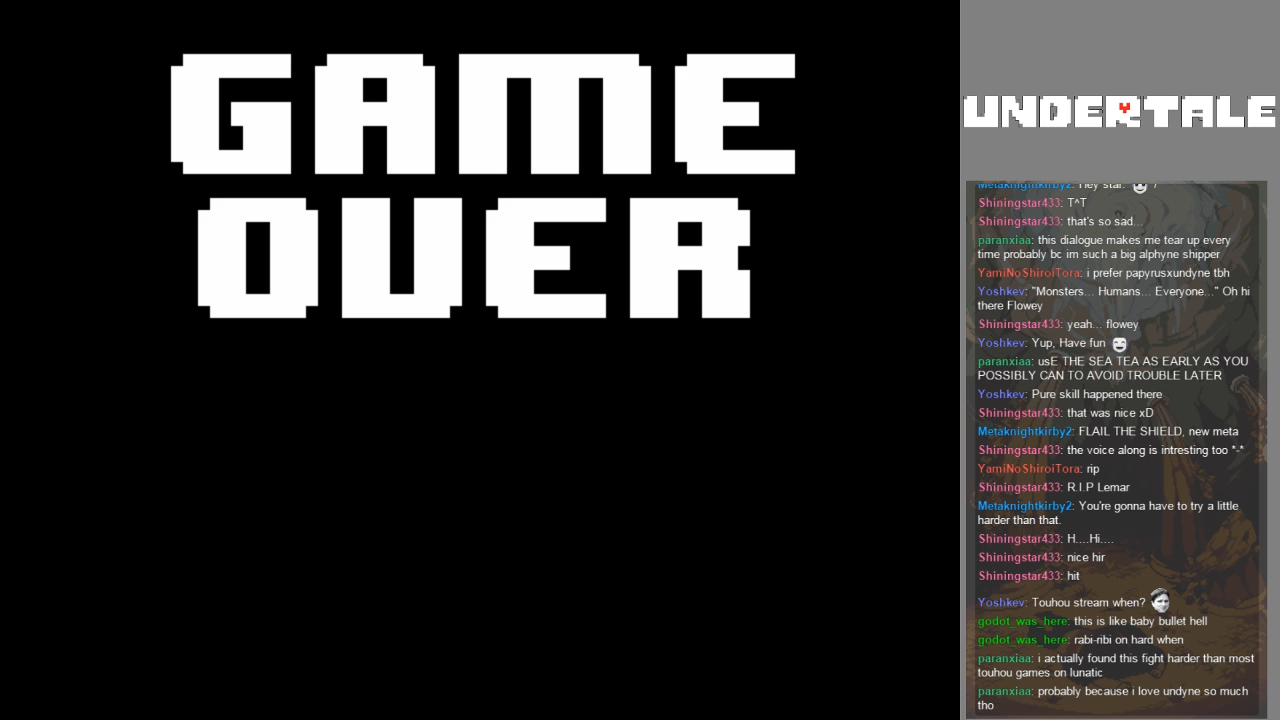 GAME
OVER
UNDERTALE
Metaknightkirby2: Hey star. 7
Shiningstar433: T^T
Shiningstar433: that's so sad...
paranxiaa: this dialogue makes me tear up every
time probably bc im such a big alphyne shipper
YamiNoShiroiTora: i prefer papyrusxundyne tbh
Yoshkev: "Monsters... Humans... Everyone..." Oh hi
there Flowey
Shiningstar433: yeah... flowey
Yoshkev: Yup, Have fun
paranxiaa: usE THE SEA TEA AS EARLY AS YOU
POSSIBLY CAN TO AVOID TROUBLE LATER
Yoshkev: Pure skill happened there
Shiningstar433: that was nice xD
Metaknightkirby2: FLAIL THE SHIELD, new meta
Shiningstar433: the voice along is intresting too *-*
YamiNoShiroiTora: rip
Shiningstar433: R.I.P Lemar
Metaknightkirby2: You're gonna have to try a little
harder than that.
Shiningstar433: H....Hi....
Shiningstar433: nice hir
Shiningstar433: hit
Yoshkev: Touhou stream when?
godot_was_here: this is like baby bullet hell
godot_was_here: rabi-ribi on hard when
paranxiaa: i actually found this fight harder than most
touhou games on lunatic
paranxiaa: probably because i love undyne so much
tho